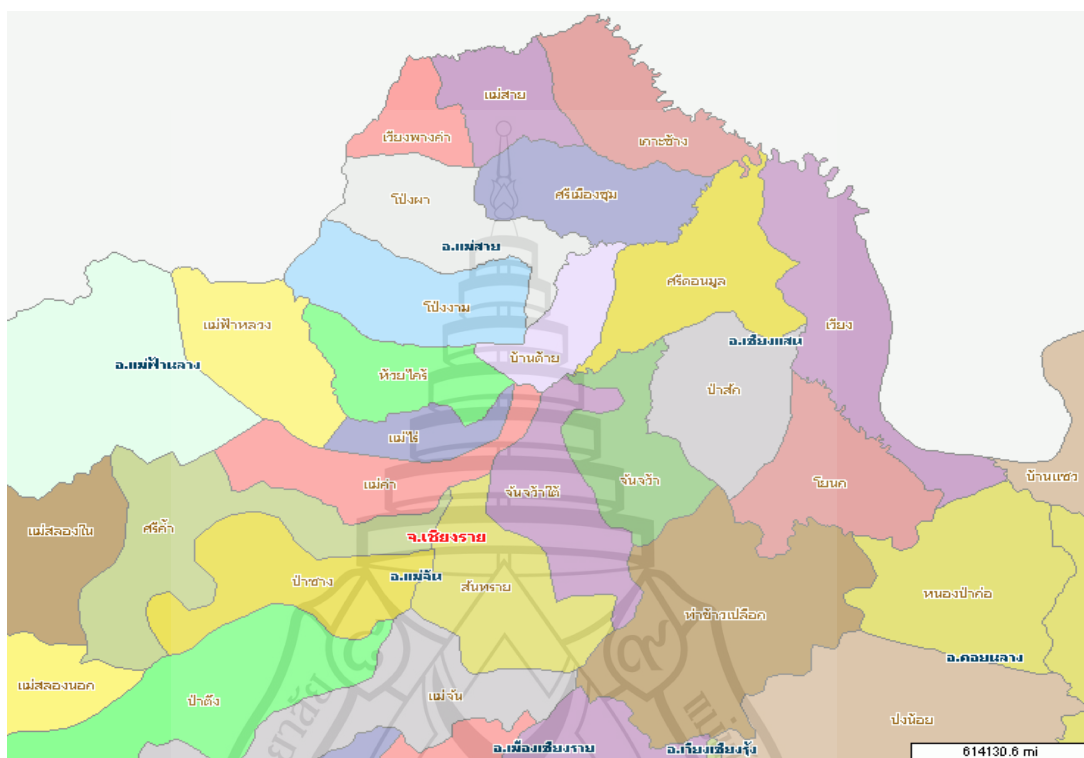 แม่สาย
เวียงพางคำ
เกาะช้าง
โป่งผา
ศรีเมืองชุม
อ.แม่สาย
ศรีดอนมูล
โป่งงาม
แม่ฟ้าหลวง
เวียง
อ.เชียงแสน
บ้านด้าย
อ.แม่ฟ้าหลวง
ห้วยไคร้
ป่าสัก
แม่ไร่
แม่คำ
จันจว้า
โยนก
บ้านแซว
จันจว้าใต้
แม่สลองใน
ศรีค้ำ
จ.เชียงราย
อ.แม่จัน
ป่าซาง
สันทราย
ท่าข้าวเปลือก
หนองป่าก่อ
อ.ดอยหลวง
แม่สลองนอก
ป่าตึง
แม่จัน
ปงน้อย
อ.เมืองเชียงราย
อ.เวียงเชียงรุ้ง
614130.6 mi